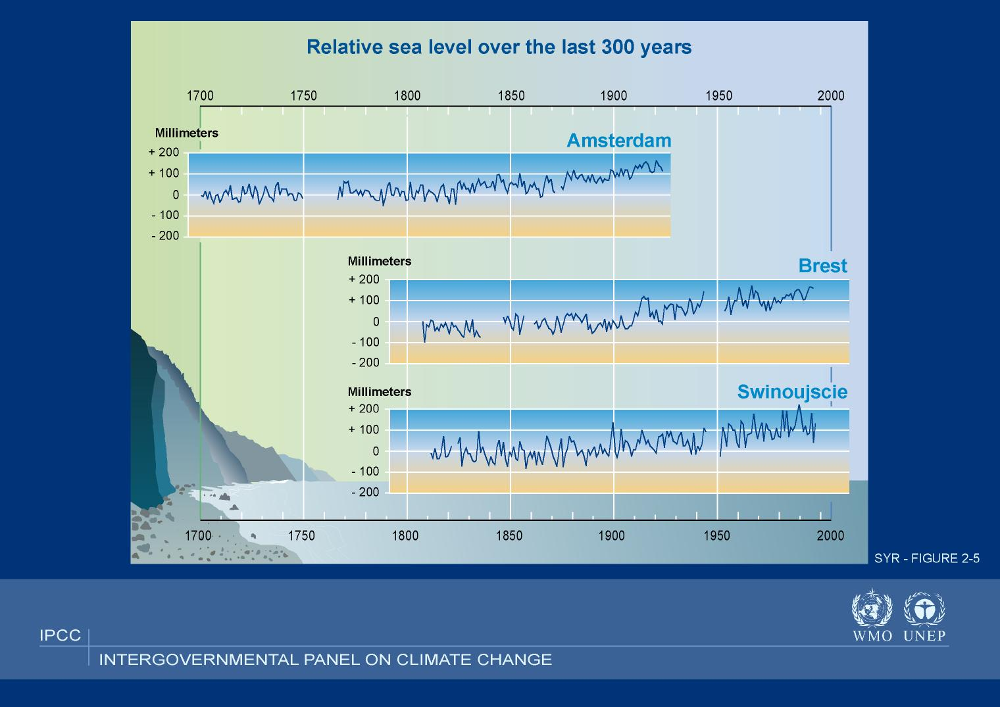 Relative sea level over the last 300 years
1700 1750 1800 1850 1900 1950 2000
Millimeters
Amsterdam
+ 200
+ 100
0
- 100
- 200
Millimeters
Brest
+ 200
+ 100
0
- 100
- 200
Millimeters
Swinoujscie
+ 200
+ 100
0
- 100
- 200
1700 1750 1800 1850 1900 1950 2000
SYR - FIGURE 2-5
WMO UNEP
IPCC
INTERGOVERNMENTAL PANEL ON CLIMATE CHANGE